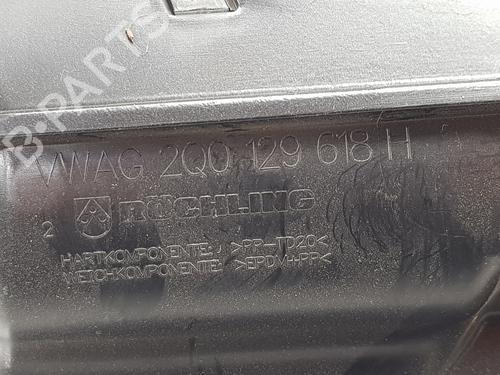 B-PARTS
VWAG 2Q0 129 618 H
2 RÖCHLING
HARTKOMPONENTE: >PP-TD20<
WEICHKOMPONENTE: >EPDM+PP<